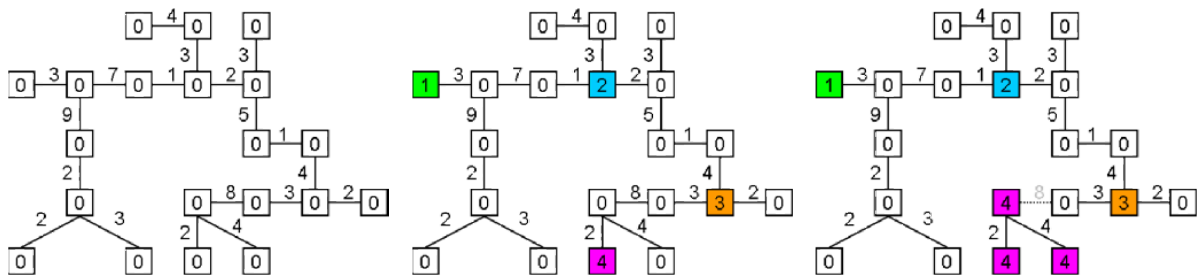 0 4 0 0 0 4 0 0 0 4 0 0
3 3 3 3 3 3
0 3 0 7 0 1 0 2 0 1 3 0 7 0 1 2 2 0 1 3 0 7 0 1 2 2 0
9 5 9 5 9 5
0 0 1 0 0 0 1 0 0 0 1 0
2 4 2 4 2 4
0 0 8 0 3 0 2 0 0 0 8 0 3 3 2 0 0 4 8 0 3 3 2 0
2 3 2 4 2 3 2 4 2 3 2 4
0 0 0 0 0 0 4 0 0 0 4 4